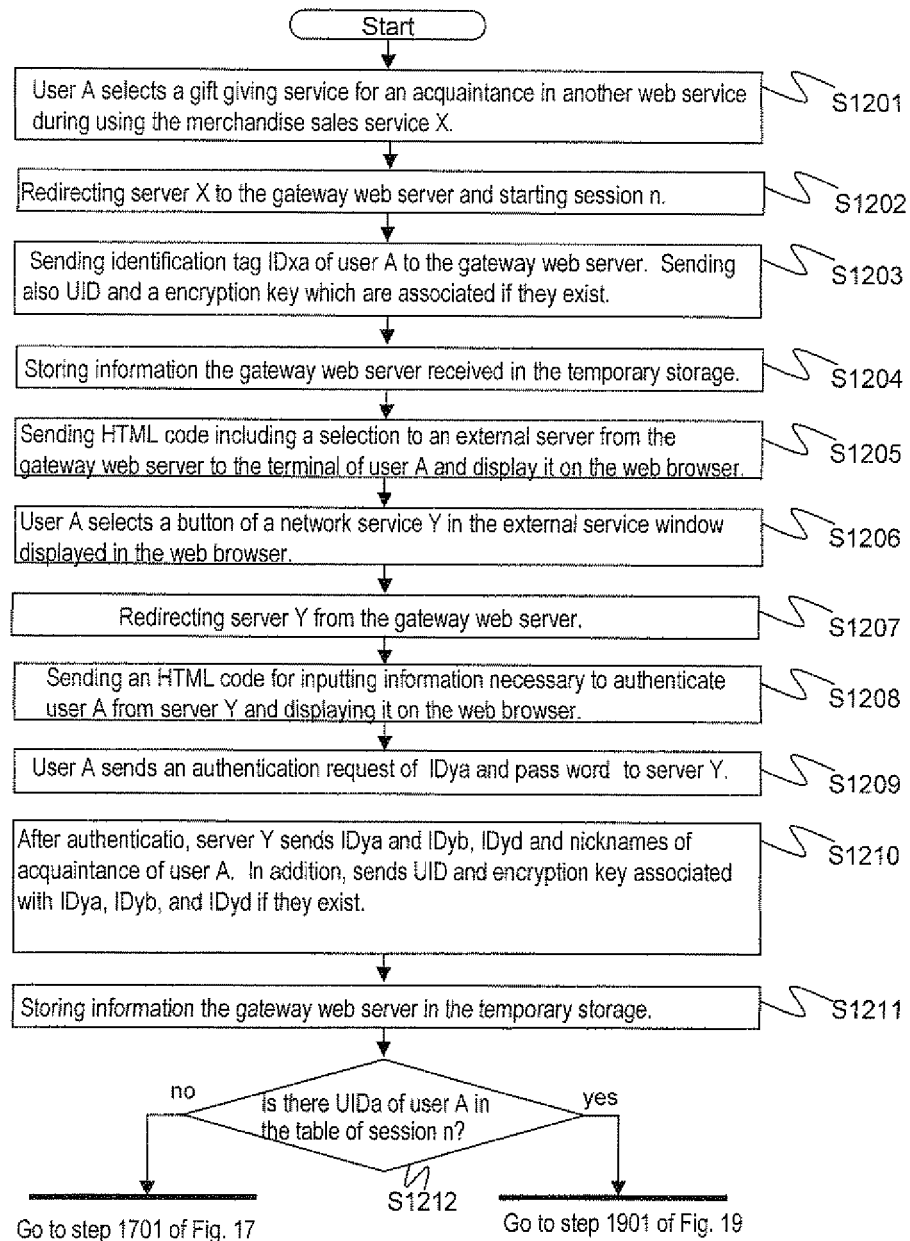 Start
User A selects a gift giving service for an acquaintance in another web service
during using the merchandise sales service X.
S1201
Redirecting server X to the gateway web server and starting session n.
S1202
Sending identification tag IDxa of user A to the gateway web server. Sending
also UID and a encryption key which are associated if they exist.
S1203
Storing information the gateway web server received in the temporary storage.
S1204
Sending HTML code including a selection to an external server from the
gateway web server to the terminal of user A and display it on the web browser.
S1205
User A selects a button of a network service Y in the external service window
displayed in the web browser.
S1206
Redirecting server Y from the gateway web server.
S1207
Sending an HTML code for inputting information necessary to authenticate
user A from server Y and displaying it on the web browser.
S1208
User A sends an authentication request of IDya and pass word to server Y.
S1209
After authenticatio, server Y sends IDya and IDyb, IDyd and nicknames of
acquaintance of user A. In addition, sends UID and encryption key associated
with IDya, IDyb, and IDyd if they exist.
S1210
Storing information the gateway web server in the temporary storage.
S1211
no
Is there UIDa of user A in
the table of session n?
yes
S1212
Go to step 1701 of Fig. 17
Go to step 1901 of Fig. 19